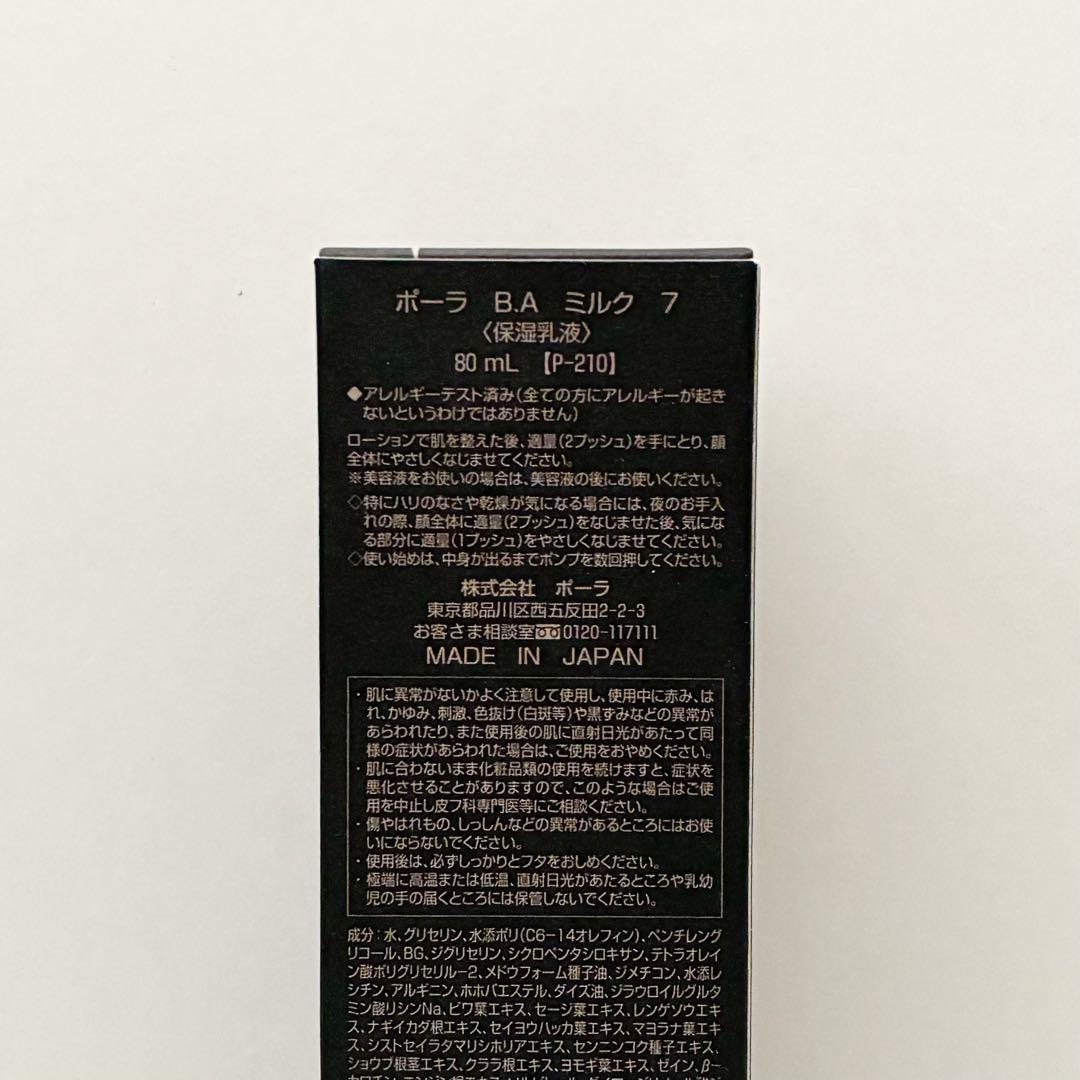 ポーラ B.A ミルク 7
〈保湿乳液〉
80 mL 【P-210】
◆アレルギーテスト済み(全ての方にアレルギーが起き
ないというわけではありません)
ローションで肌を整えた後、適量(2プッシュ)を手にとり、顔
全体にやさしくなじませてください。
※美容液をお使いの場合は、美容液の後にお使いください。
◇特にハリのなさや乾燥が気になる場合には、夜のお手入
れの際、顔全体に適量(2プッシュ)をなじませた後、気にな
る部分に適量(1プッシュ)をやさしくなじませてください。
◇使い始めは、中身が出るまでポンプを数回押してください。
株式会社 ポーラ
東京都品川区西五反田2-2-3
お客さま相談室 0120-117111
MADE IN JAPAN
・肌に異常がないかよく注意して使用し、使用中に赤み、は
れ、かゆみ、刺激、色抜け(白斑等)や黒ずみなどの異常が
あらわれたり、また使用後の肌に直射日光があたって同
様の症状があらわれた場合は、ご使用をおやめください。
・肌に合わないまま化粧品類の使用を続けますと、症状を
悪化させることがありますので、このような場合はご使
用を中止し皮フ科専門医等にご相談ください。
・傷やはれもの、しっしんなどの異常があるところにはお使
いにならないでください。
・使用後は、必ずしっかりとフタをおしめください。
・極端に高温または低温、直射日光があたるところや乳幼
児の手の届くところには保管しないでください。
成分:水、グリセリン、水添ポリ(C6-14オレフィン)、ペンチレング
リコール、BG、ジグリセリン、シクロペンタシロキサン、テトラオレイ
ン酸ポリグリセリル-2、メドウフォーム種子油、ジメチコン、水添レ
シチン、アルギニン、ホホバエステル、ダイズ油、ジラウロイルグルタ
ミン酸リシンNa、ビワ葉エキス、セージ葉エキス、レンゲソウエキ
ス、ナギイカダ根エキス、セイヨウハッカ葉エキス、マヨラナ葉エキ
ス、シストセイラタマリシホリアエキス、センニンコク種子エキス、
ショウブ根茎エキス、クララ根エキス、ヨモギ葉エキス、ゼイン、β-